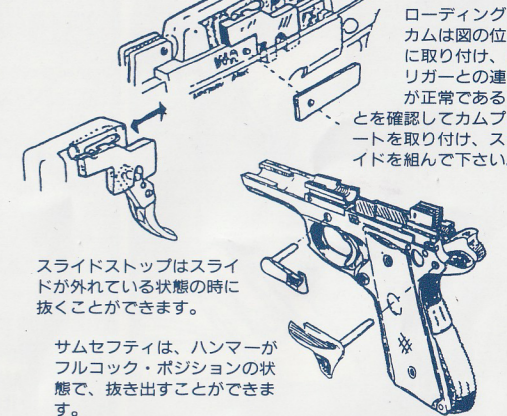 ローディング
カムは図の位
に取り付け、
リガーとの連
が正常である
とを確認してカムプ
ートを取り付け、ス
イドを組んで下さい
スライドストップはスライ
ドが外れている状態の時に
抜くことができます。
サムセフティは、ハンマーが
フルコック・ポジションの状
態で、抜き出すことができま
す。